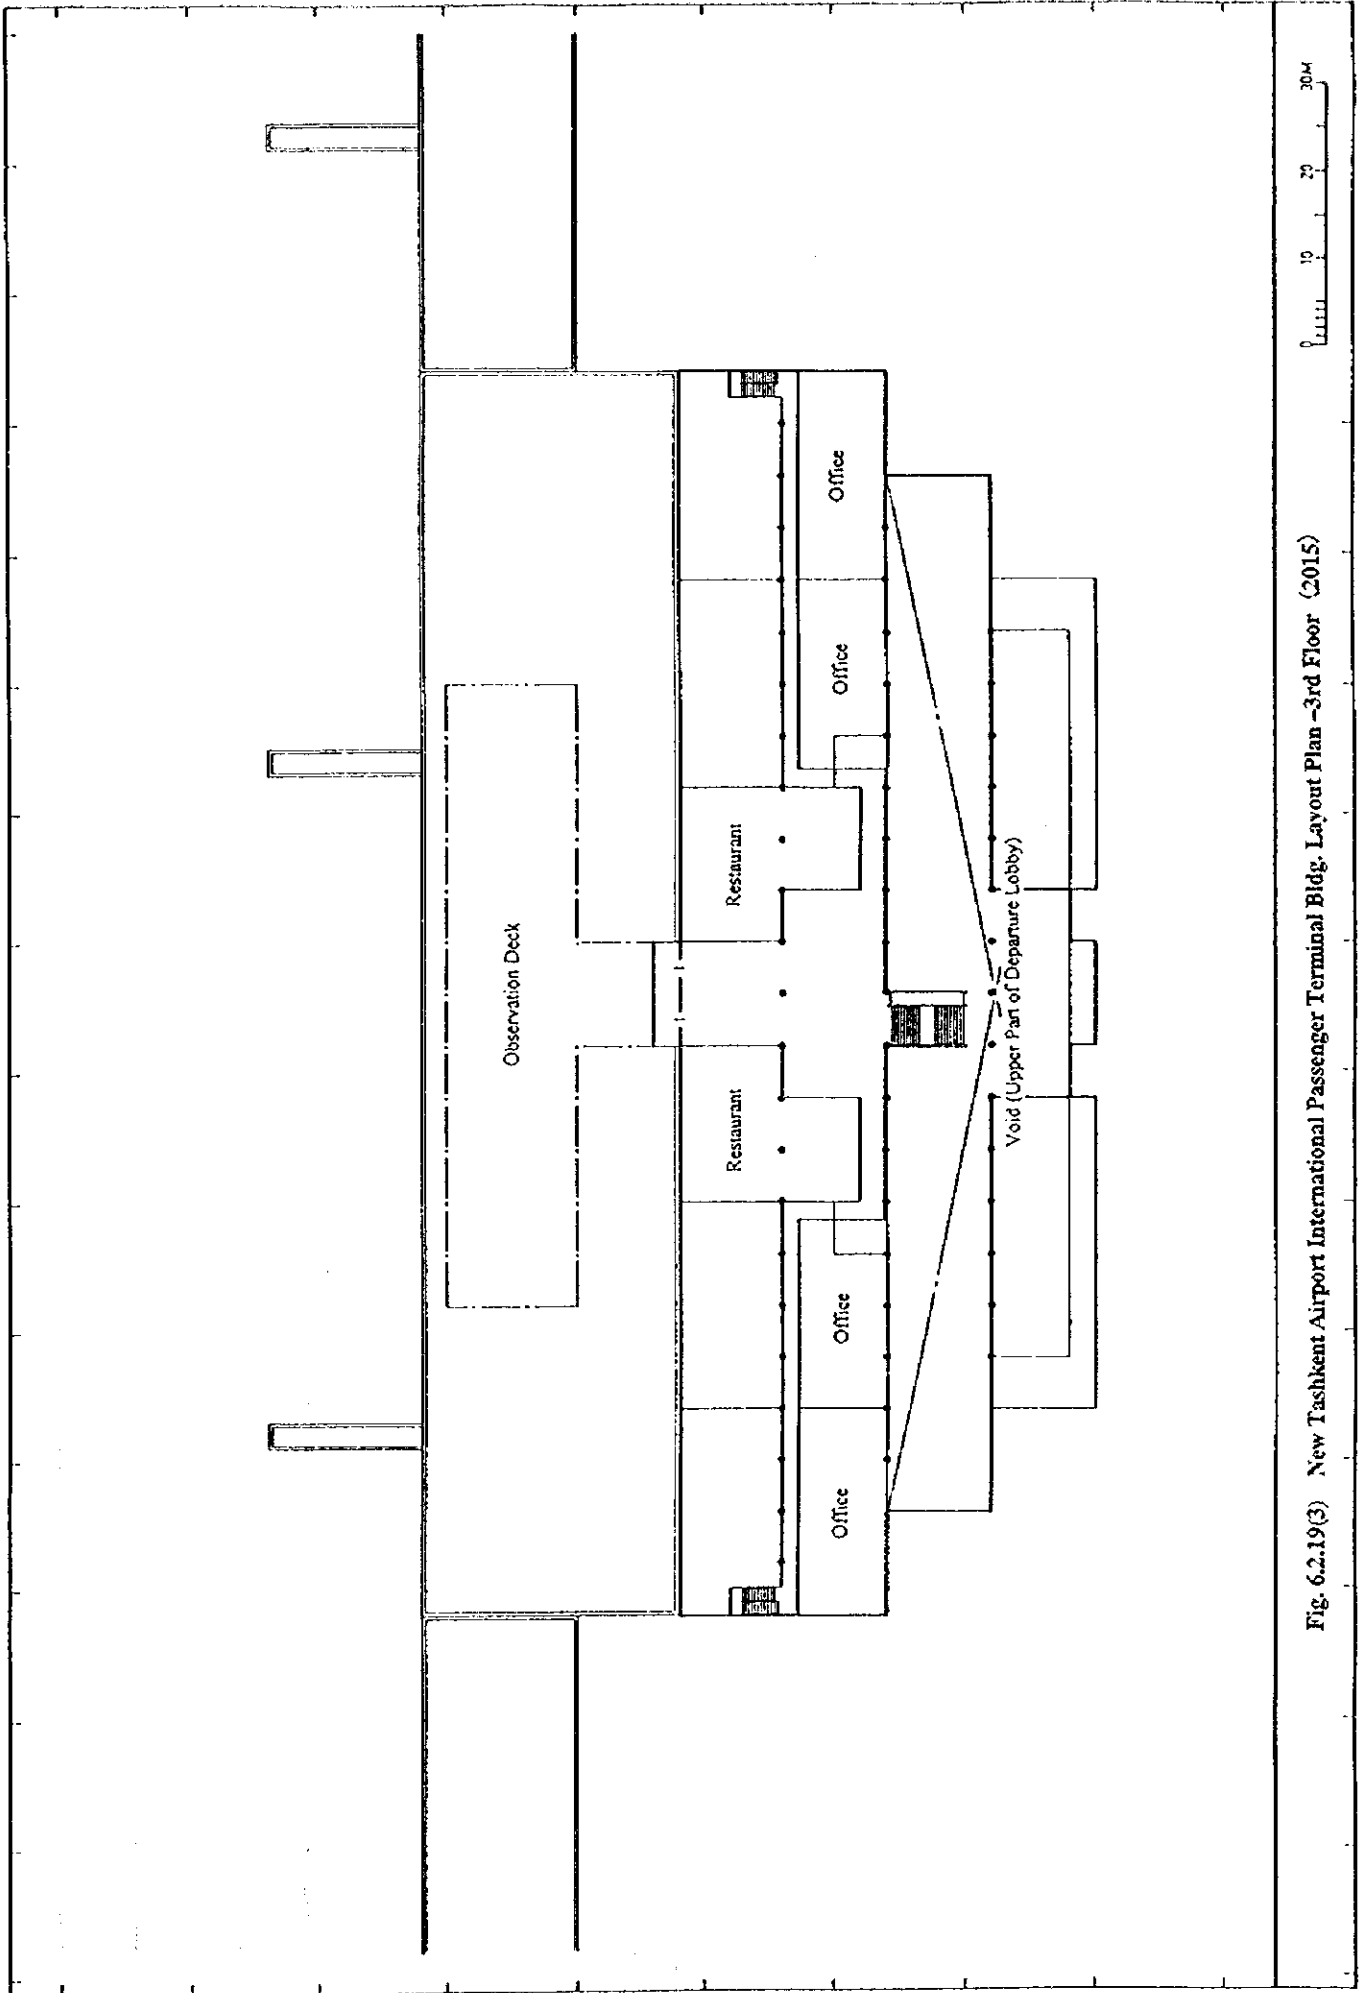 Observation Deck
Restaurant
Restaurant
Office
Office
Office
Office
Void (Upper Part of Departure Lobby)
Fig. 6.2.19(3) New Tashkent Airport International Passenger Terminal Bldg. Layout Plan -3rd Floor (2015)
0 10 20 30M